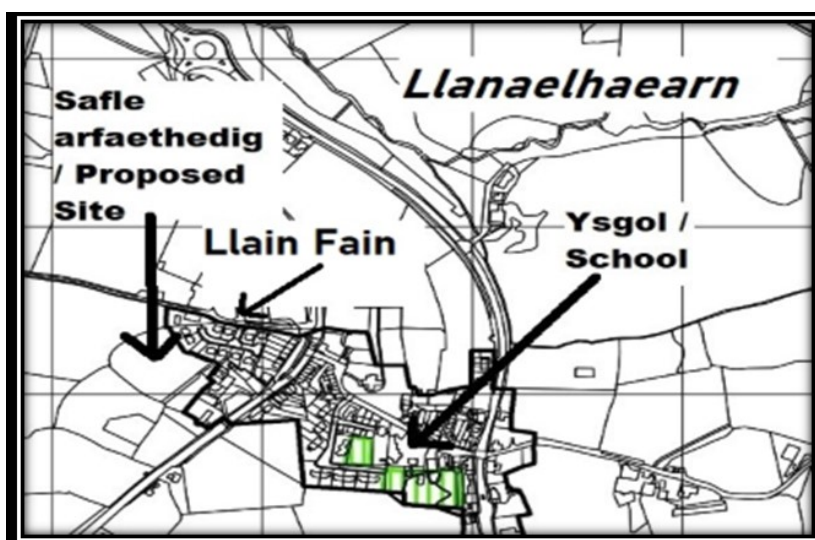 Llanaelhaearn
Safle
arfaethedig
/ Proposed
Site
Llain Fain
Ysgol /
School